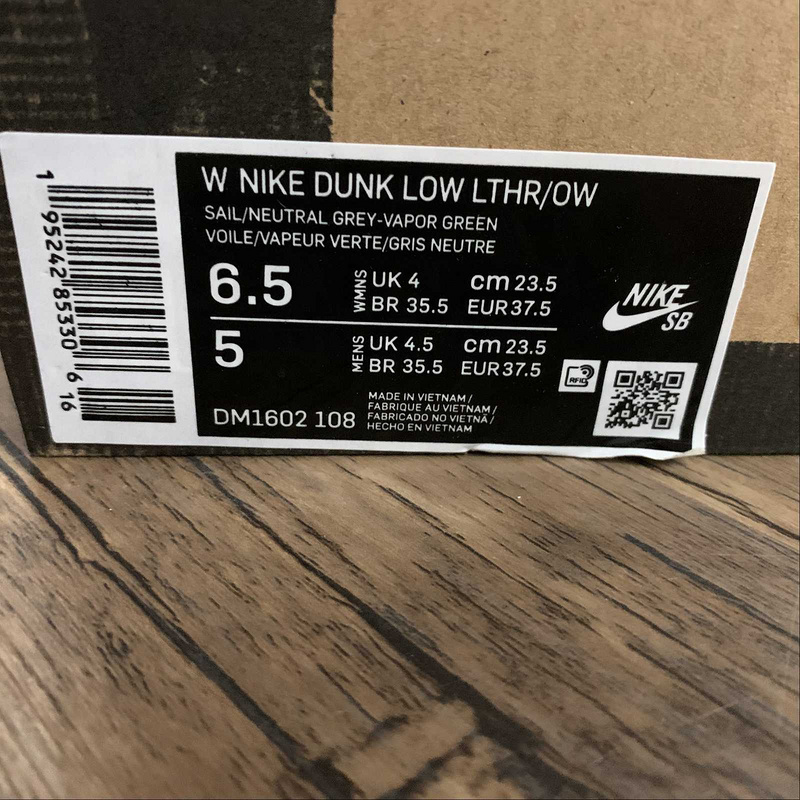 W NIKE DUNK LOW LTHR/OW
SAIL/NEUTRAL GREY-VAPOR GREEN
VOILE/VAPEUR VERTE/GRIS NEUTRE
6.5 WMNS UK 4 cm 23.5
BR 35.5 EUR 37.5
5 MENS UK 4.5 cm 23.5
BR 35.5 EUR 37.5
NIKE
SB
RFID
DM1602 108
MADE IN VIETNAM /
FABRIQUE AU VIETNAM /
FABRICADO NO VIETNÃ /
HECHO EN VIETNAM
1 95242 85330 6 16